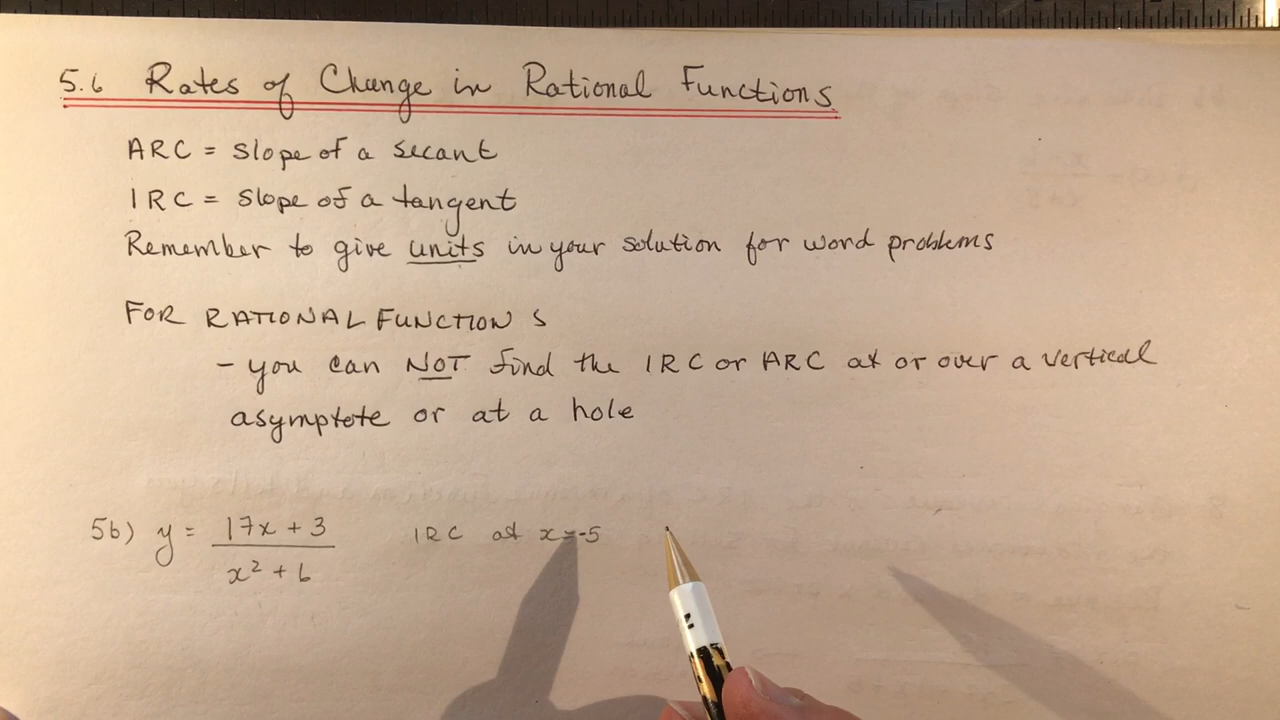 5.6 Rates of Change in Rational Functions
ARC = slope of a secant
IRC = slope of a tangent
Remember to give units in your solution for word problems
FOR RATIONAL FUNCTIONS
- you can NOT find the IRC or ARC at or over a vertical
asymptote or at a hole
5b) y = 17x + 3 IRC at x=-5
x² + 6